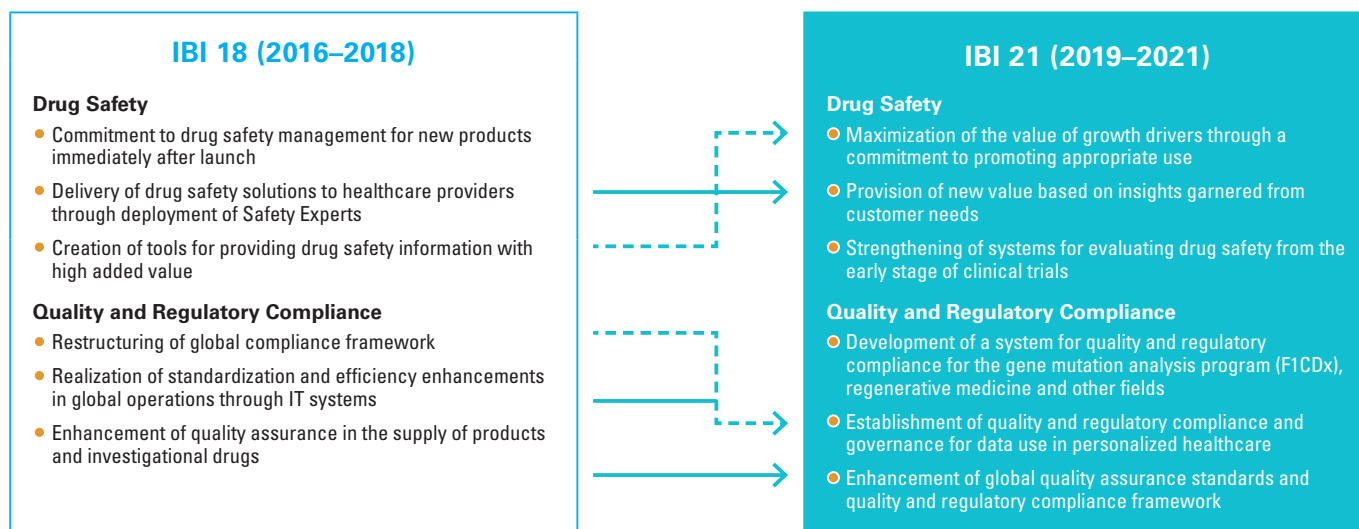 IBI 18 (2016–2018)
Drug Safety
Commitment to drug safety management for new products
immediately after launch
Delivery of drug safety solutions to healthcare providers
through deployment of Safety Experts
Creation of tools for providing drug safety information with
high added value
Quality and Regulatory Compliance
Restructuring of global compliance framework
Realization of standardization and efficiency enhancements
in global operations through IT systems
Enhancement of quality assurance in the supply of products
and investigational drugs
IBI 21 (2019–2021)
Drug Safety
Maximization of the value of growth drivers through a
commitment to promoting appropriate use
Provision of new value based on insights garnered from
customer needs
Strengthening of systems for evaluating drug safety from the
early stage of clinical trials
Quality and Regulatory Compliance
Development of a system for quality and regulatory
compliance for the gene mutation analysis program (F1CDx),
regenerative medicine and other fields
Establishment of quality and regulatory compliance and
governance for data use in personalized healthcare
Enhancement of global quality assurance standards and
quality and regulatory compliance framework